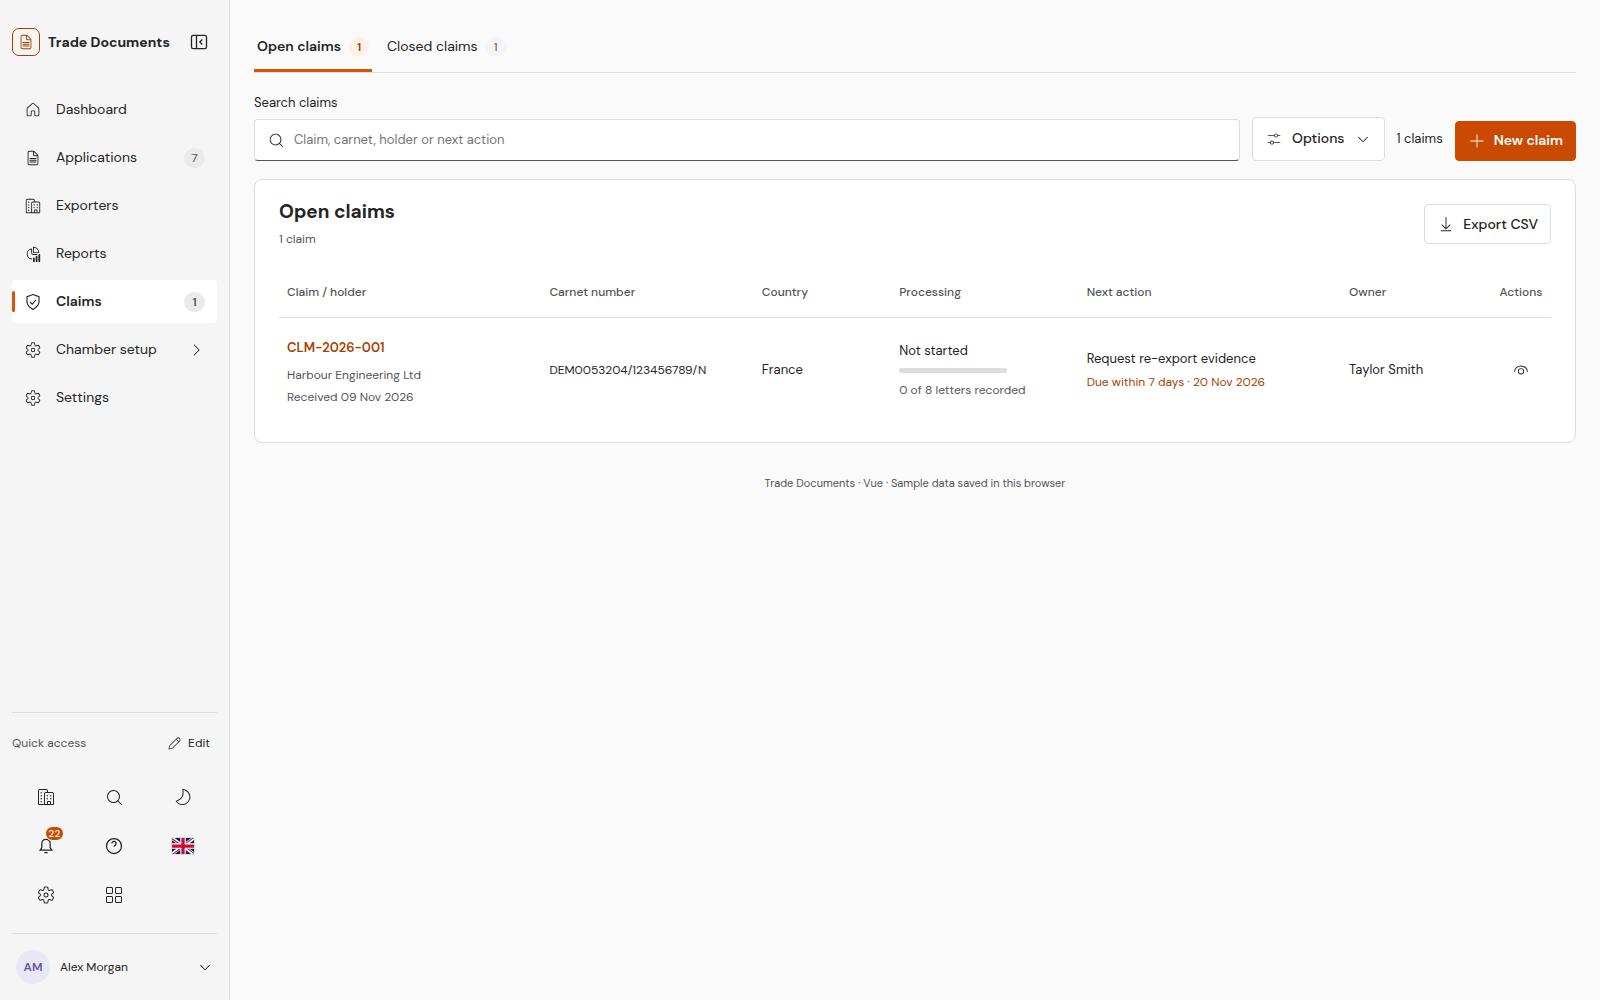 Trade Documents
Dashboard
Applications 7
Exporters
Reports
Claims 1
Chamber setup
Settings
Quick access Edit
22
AM Alex Morgan
Open claims 1 Closed claims 1
Search claims
Claim, carnet, holder or next action
Options
1 claims
New claim
Open claims
1 claim
Export CSV
Claim / holder Carnet number Country Processing Next action Owner Actions
CLM-2026-001
Harbour Engineering Ltd
Received 09 Nov 2026
DEM0053204/123456789/N
France
Not started
0 of 8 letters recorded
Request re-export evidence
Due within 7 days · 20 Nov 2026
Taylor Smith
Trade Documents · Vue · Sample data saved in this browser